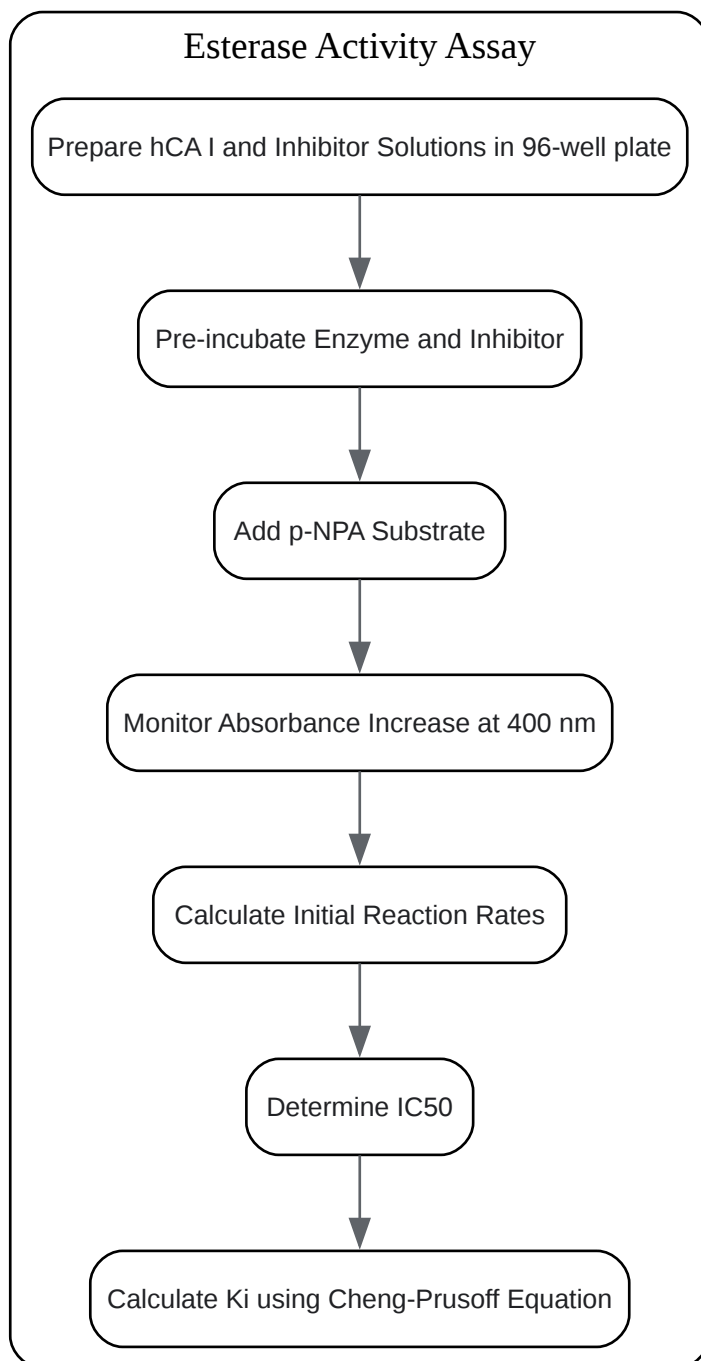 Esterase Activity Assay
Prepare hCA I and Inhibitor Solutions in 96-well plate
Pre-incubate Enzyme and Inhibitor
Add p-NPA Substrate
Monitor Absorbance Increase at 400 nm
Calculate Initial Reaction Rates
Determine IC50
Calculate Ki using Cheng-Prusoff Equation